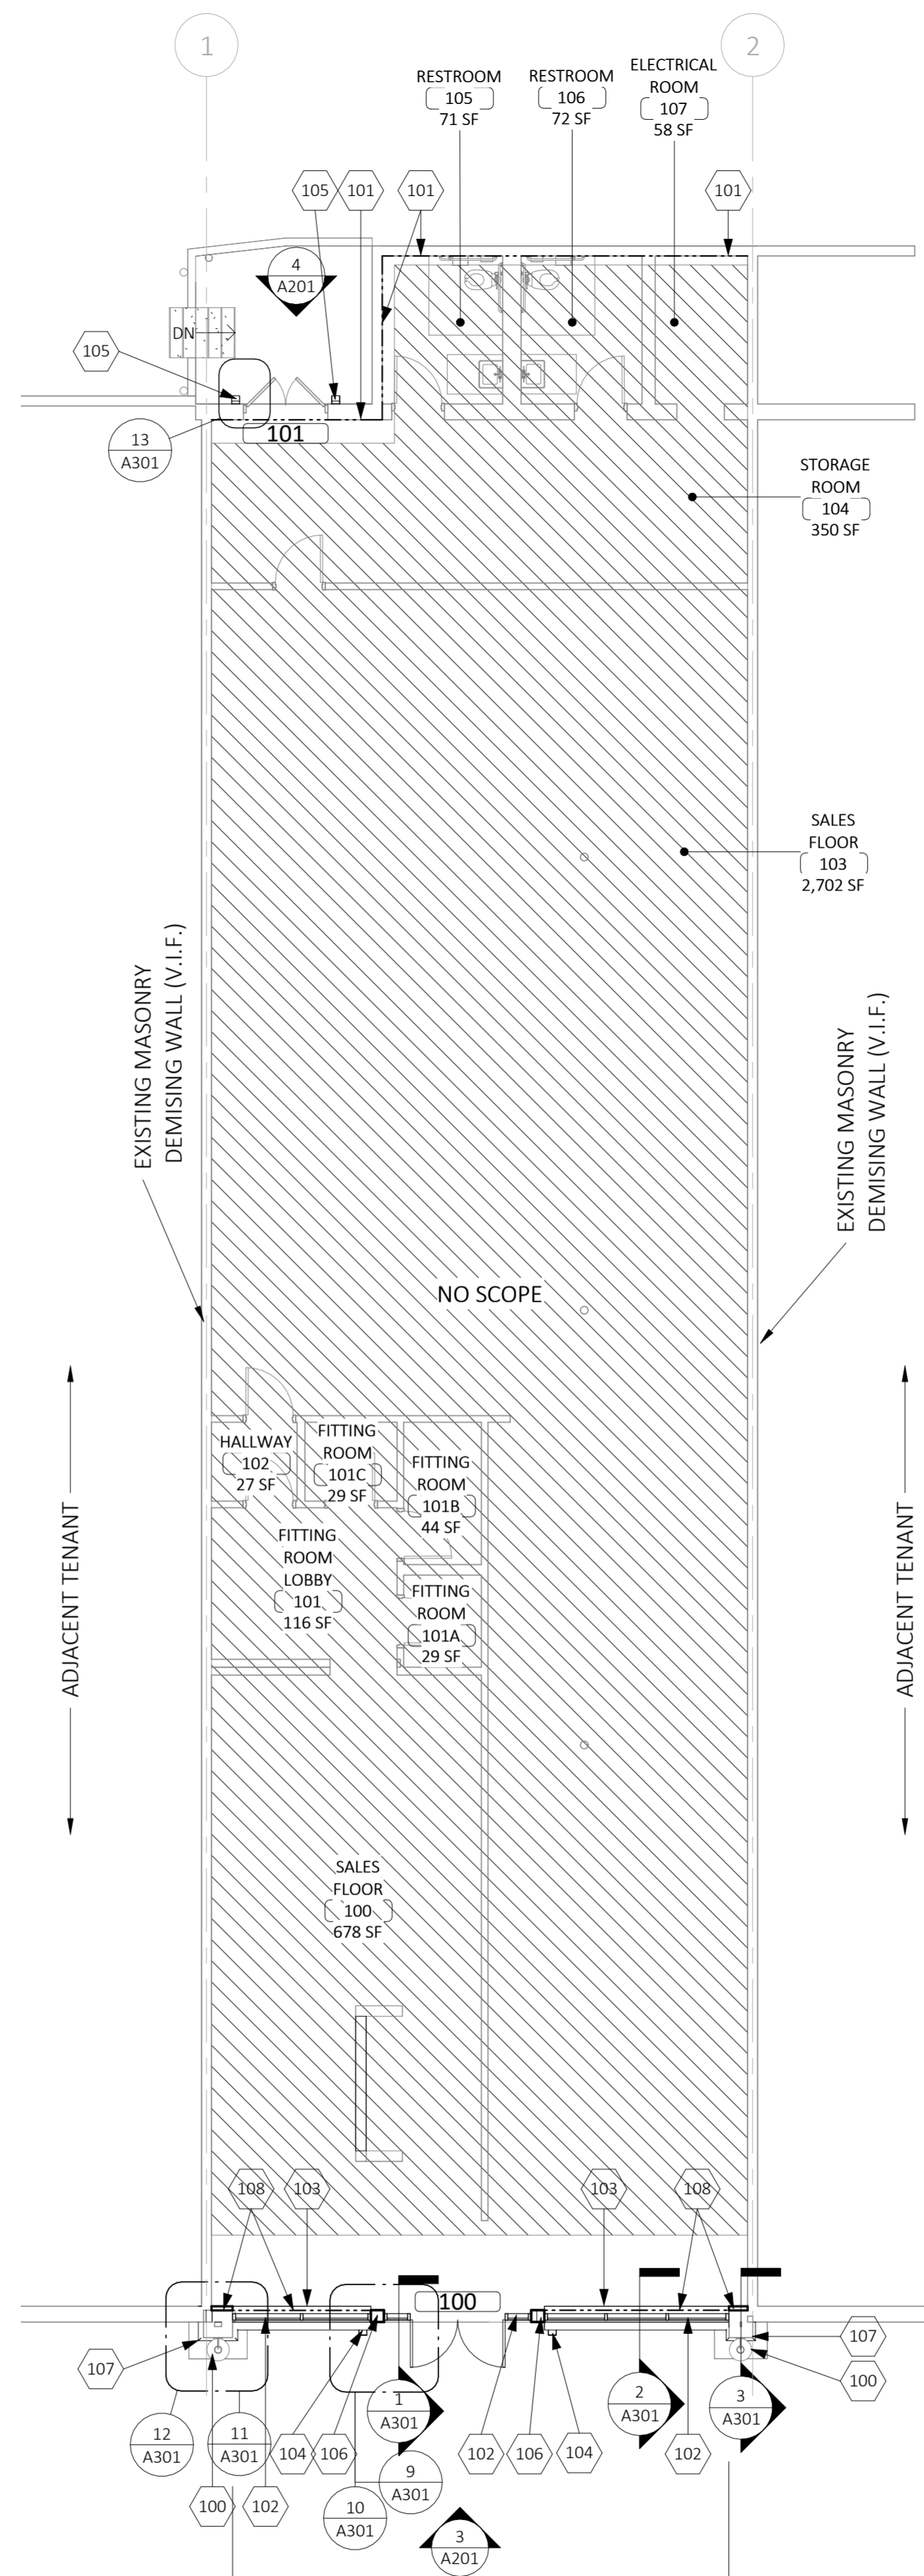 1
2
RESTROOM
105
71 SF
RESTROOM
106
72 SF
ELECTRICAL
ROOM
107
58 SF
105
101
101
101
4
A201
DN
105
13
A301
101
STORAGE
ROOM
104
350 SF
SALES
FLOOR
103
2,702 SF
EXISTING MASONRY
DEMISING WALL (V.I.F.)
EXISTING MASONRY
DEMISING WALL (V.I.F.)
NO SCOPE
ADJACENT TENANT
ADJACENT TENANT
HALLWAY
102
27 SF
FITTING
ROOM
101C
29 SF
FITTING
ROOM
101B
44 SF
FITTING
ROOM
LOBBY
101
116 SF
FITTING
ROOM
101A
29 SF
SALES
FLOOR
100
678 SF
108
103
103
108
100
107
107
100
12
A301
11
A301
104
106
1
A301
102
106
104
2
A301
102
3
A301
9
A301
100
102
10
A301
3
A201